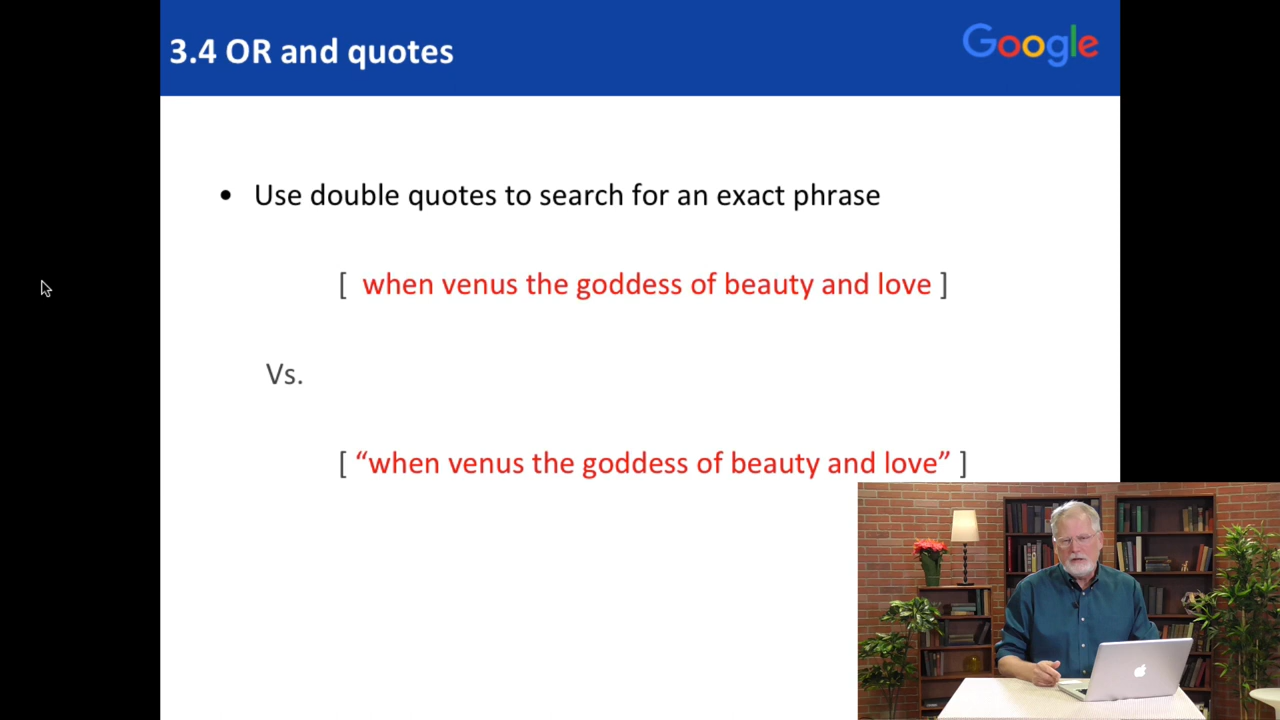 3.4 OR and quotes
Google
• Use double quotes to search for an exact phrase
[ when venus the goddess of beauty and love ]
Vs.
[ “when venus the goddess of beauty and love” ]